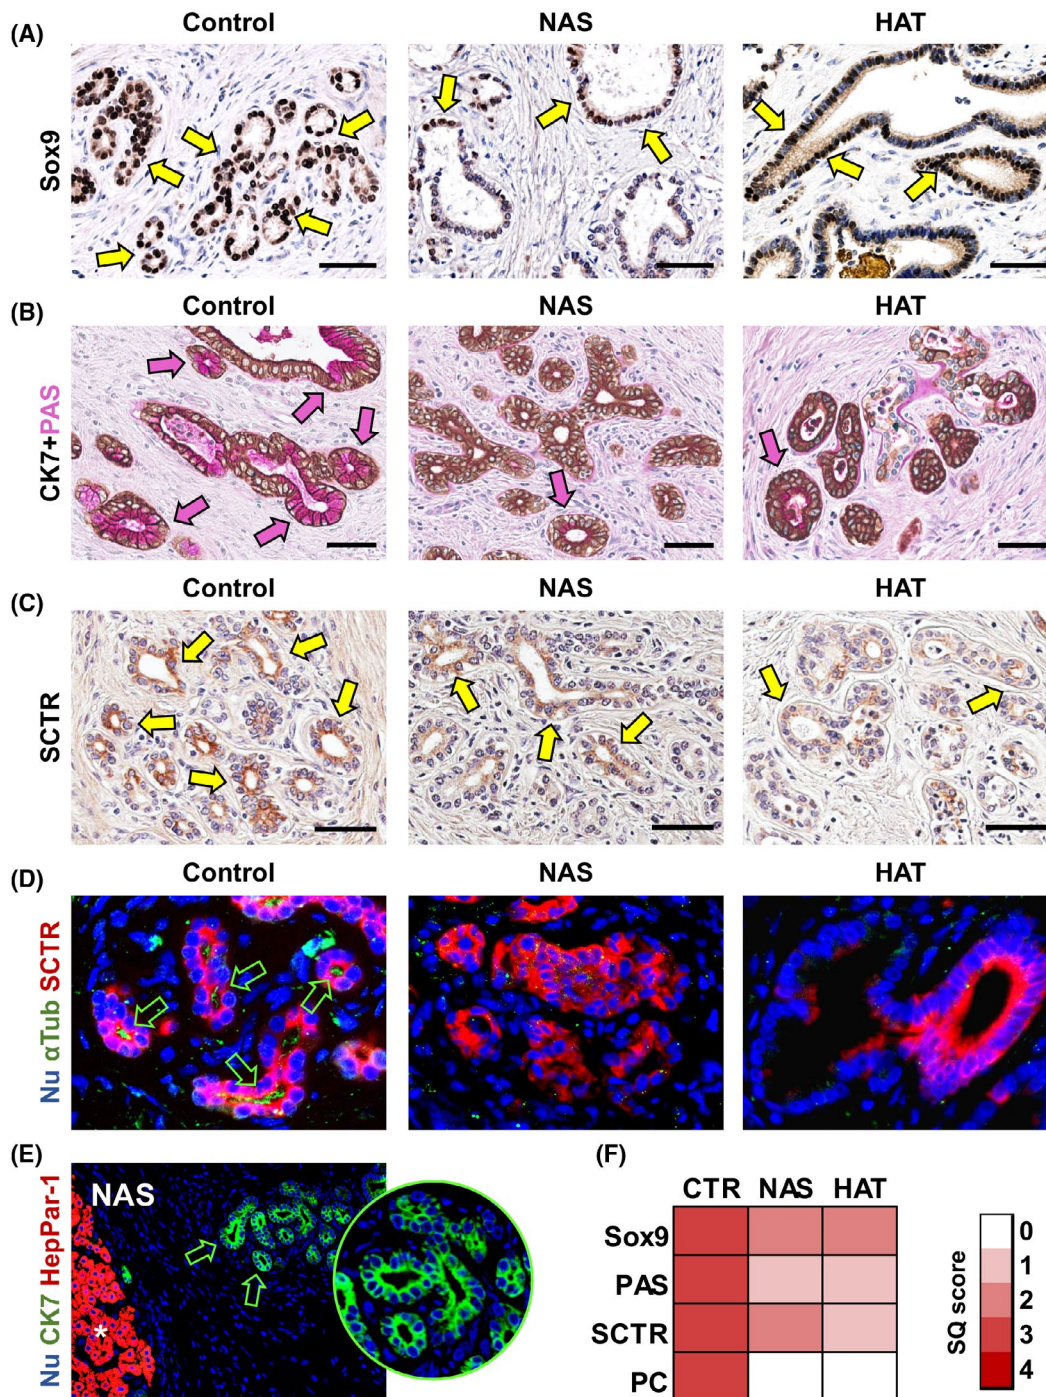 Control NAS HAT
(A)
Sox9
Control NAS HAT
(B)
CK7+PAS
Control NAS HAT
(C)
SCTR
Control NAS HAT
(D)
Nu αTub SCTR
(E)
NAS
Nu CK7 HepPar-1
*
(F)
CTR NAS HAT
Sox9
PAS
SCTR
PC
SQ score
0
1
2
3
4